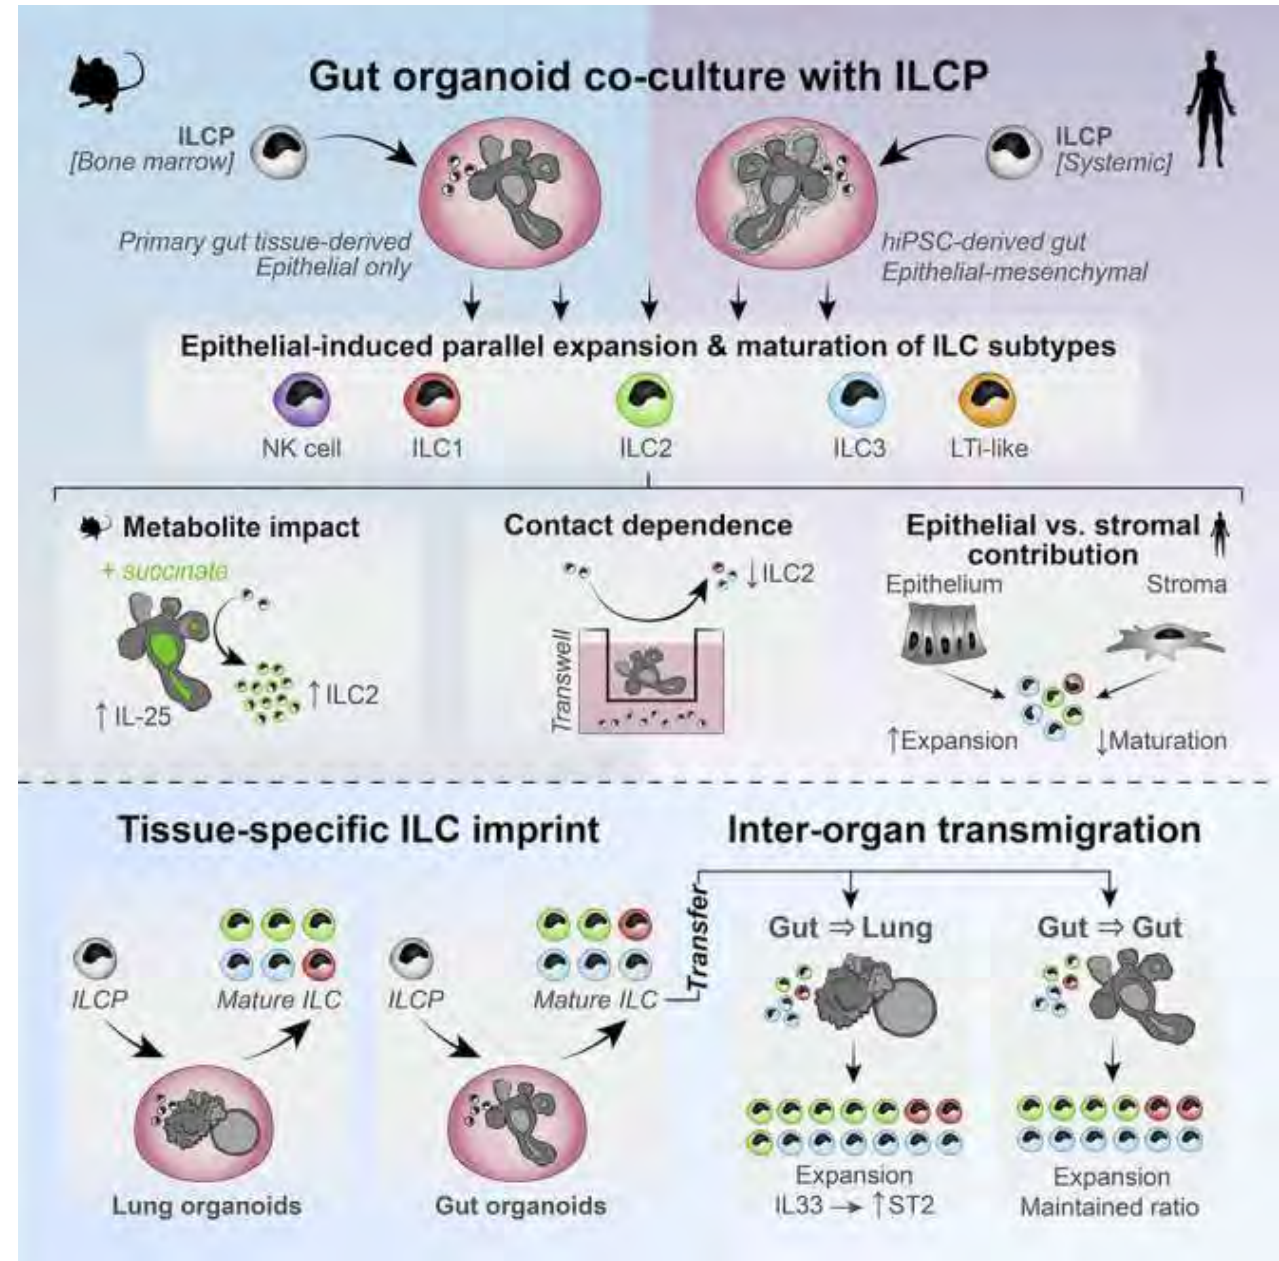 Gut organoid co-culture with ILCP
ILCP
[Bone marrow]
ILCP
[Systemic]
Primary gut tissue-derived
Epithelial only
hiPSC-derived gut
Epithelial-mesenchymal
Epithelial-induced parallel expansion & maturation of ILC subtypes
NK cell
ILC1
ILC2
ILC3
LTi-like
Metabolite impact
+ succinate
↑ IL-25
↑ ILC2
Contact dependence
↓ILC2
Transwell
Epithelial vs. stromal
contribution
Epithelium
Stroma
↑Expansion
↓Maturation
Tissue-specific ILC imprint
ILCP
Mature ILC
Lung organoids
ILCP
Mature ILC
Gut organoids
Inter-organ transmigration
Transfer
Gut ⇒ Lung
Expansion
IL33 → ↑ST2
Gut ⇒ Gut
Expansion
Maintained ratio